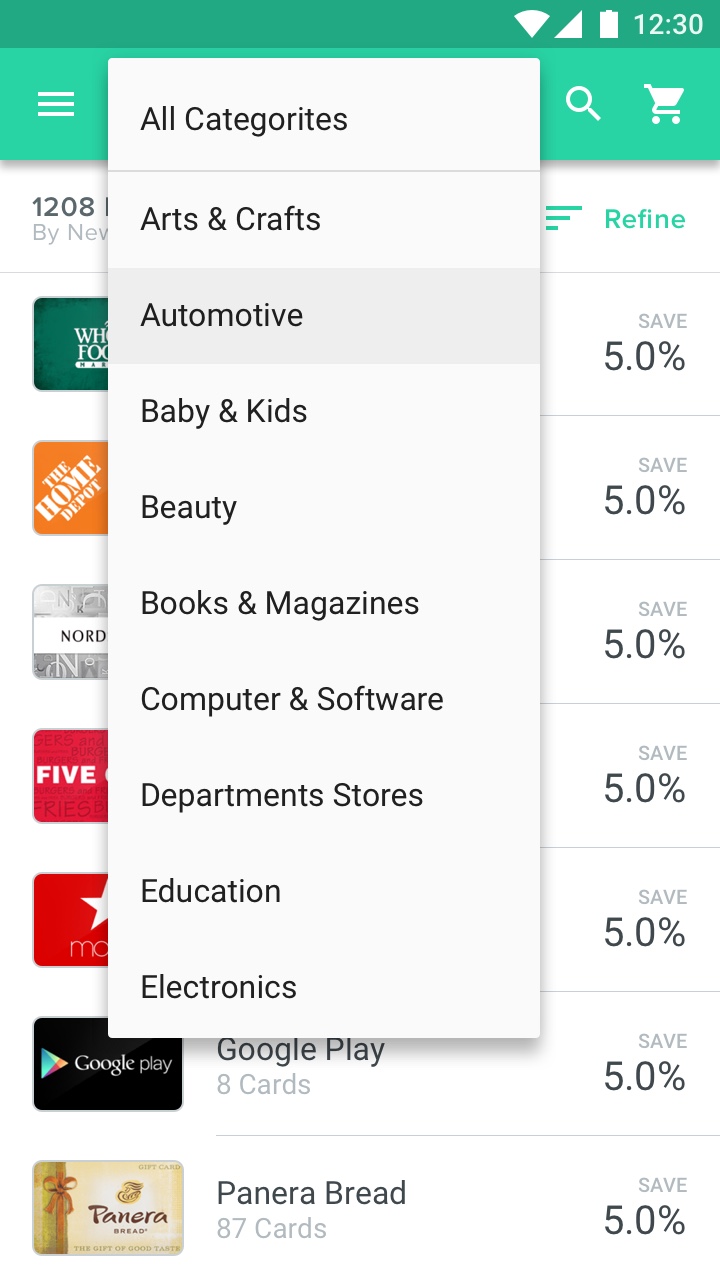 12:30
All Categorites
1208
By New
Refine
Arts & Crafts
Automotive
Baby & Kids
Beauty
Books & Magazines
Computer & Software
Departments Stores
Education
Electronics
WHO
FOO
MAR
SAVE
5.0%
THE
HOME
DEPOT
SAVE
5.0%
NORD
SAVE
5.0%
FIVE
SAVE
5.0%
SAVE
5.0%
Google play
Google Play
8 Cards
SAVE
5.0%
GIFT CARD
Panera
BREAD®
THE GIFT OF GOOD TASTE
Panera Bread
87 Cards
SAVE
5.0%